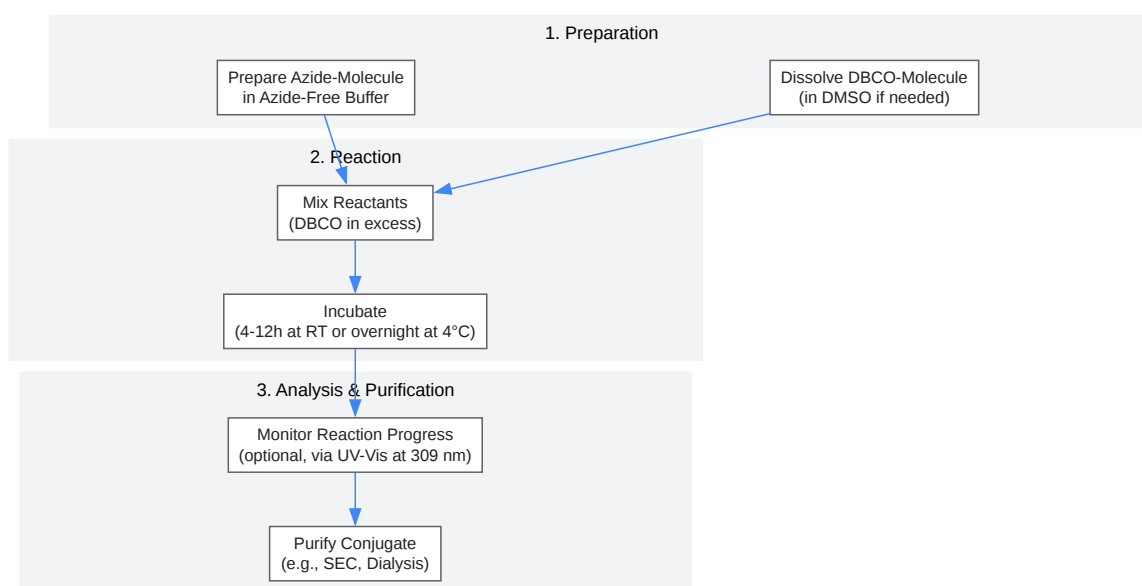 1. Preparation
Prepare Azide-Molecule
in Azide-Free Buffer
Dissolve DBCO-Molecule
(in DMSO if needed)
2. Reaction
Mix Reactants
(DBCO in excess)
Incubate
(4-12h at RT or overnight at 4°C)
3. Analysis & Purification
Monitor Reaction Progress
(optional, via UV-Vis at 309 nm)
Purify Conjugate
(e.g., SEC, Dialysis)